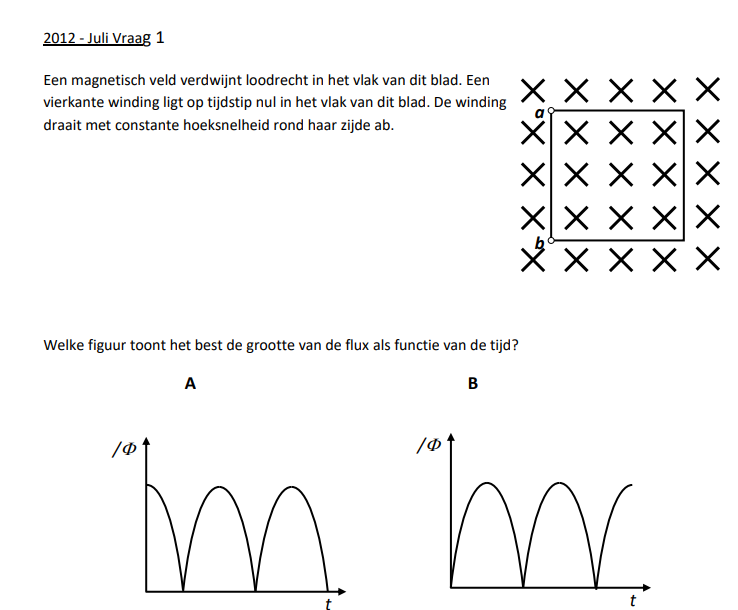 2012 - Juli Vraag 1
Een magnetisch veld verdwijnt loodrecht in het vlak van dit blad. Een
vierkante winding ligt op tijdstip nul in het vlak van dit blad. De winding
draait met constante hoeksnelheid rond haar zijde ab.
a
b
Welke figuur toont het best de grootte van de flux als functie van de tijd?
A
B
/Φ
/Φ
t
t